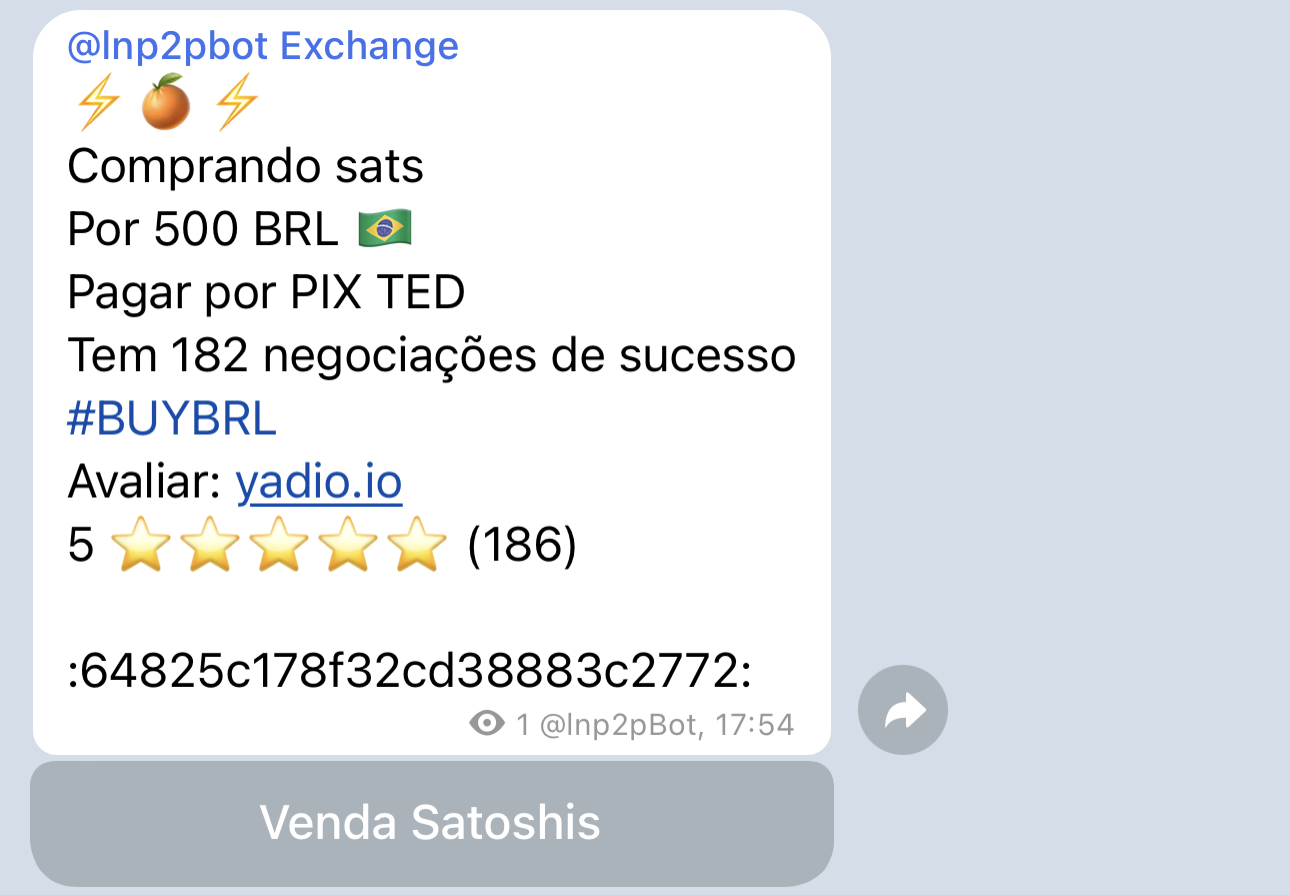 @lnp2pbot Exchange
⚡🍊⚡
Comprando sats
Por 500 BRL 🇧🇷
Pagar por PIX TED
Tem 182 negociações de sucesso
#BUYBRL
Avaliar: yadio.io
5 ⭐⭐⭐⭐⭐ (186)
:64825c178f32cd38883c2772:
1 @lnp2pBot, 17:54
Venda Satoshis